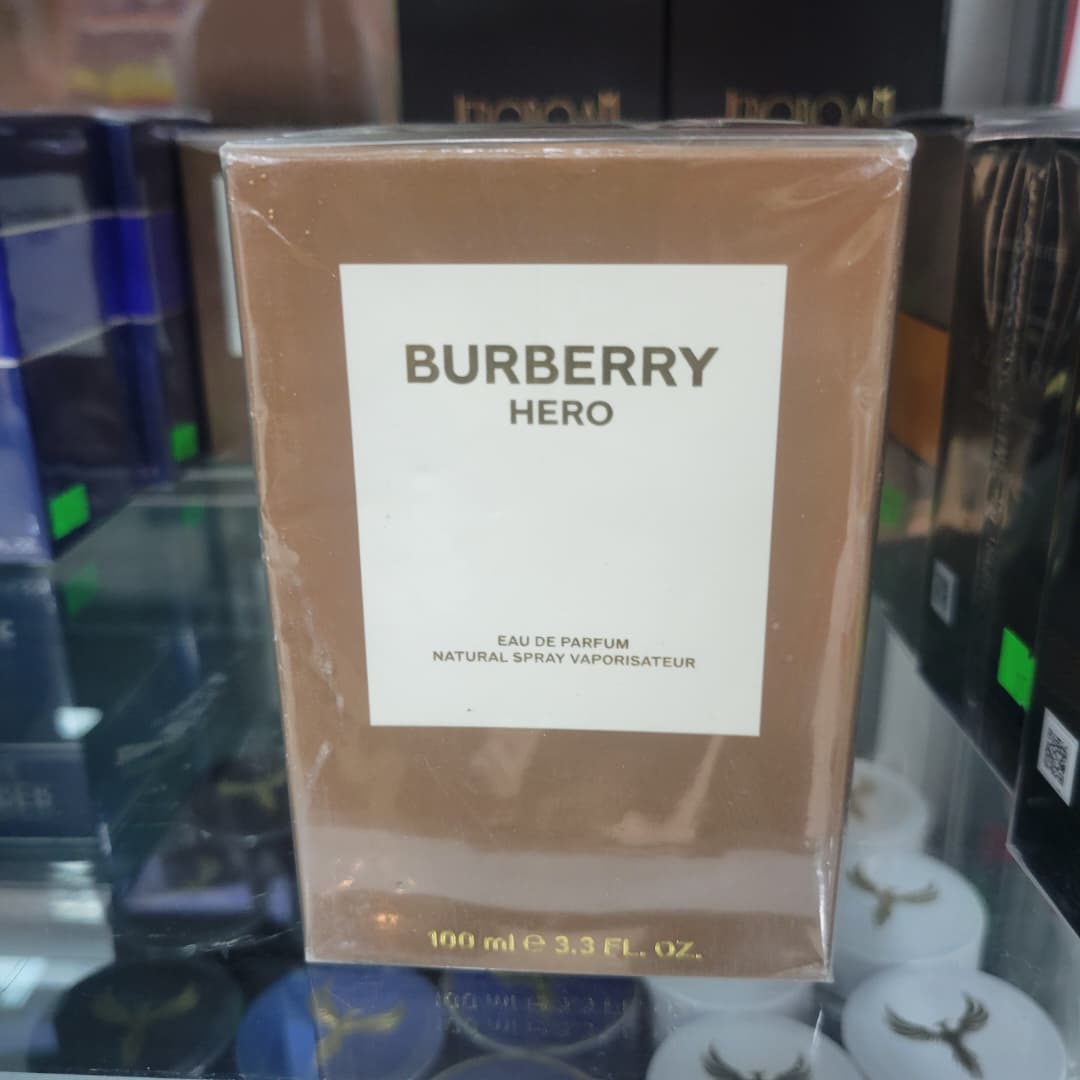 BURBERRY
HERO
EAU DE PARFUM
NATURAL SPRAY VAPORISATEUR
100 ml e 3.3 FL. OZ.